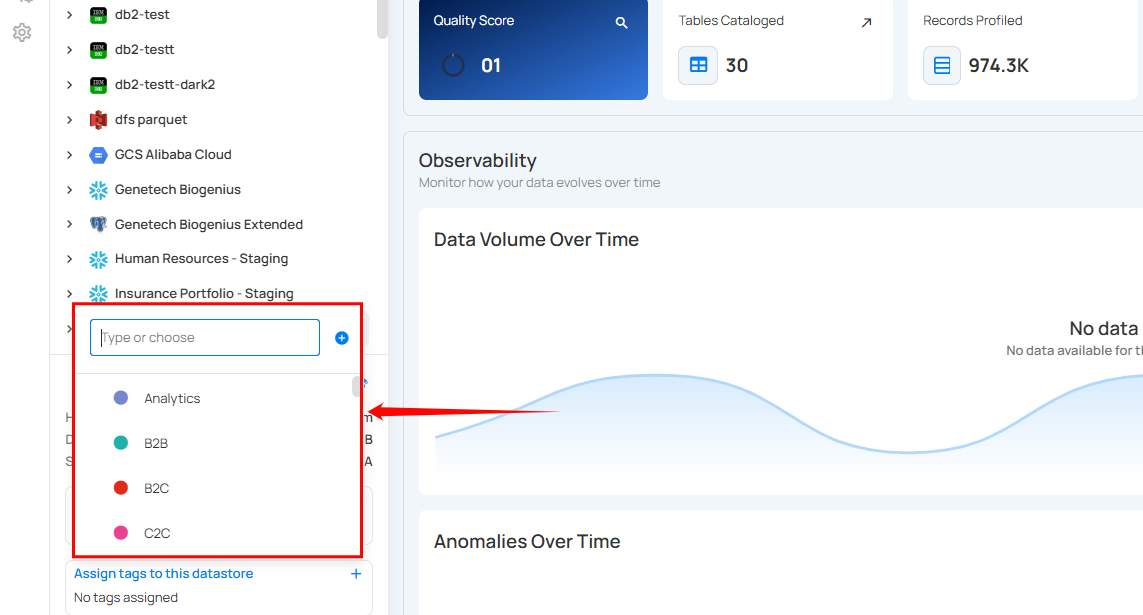 db2-test
db2-testt
db2-testt-dark2
dfs parquet
GCS Alibaba Cloud
Genetech Biogenius
Genetech Biogenius Extended
Human Resources - Staging
Insurance Portfolio - Staging
Type or choose
Analytics
B2B
B2C
C2C
H
m
D
B
S
A
Assign tags to this datastore
No tags assigned
Quality Score
01
Tables Cataloged
30
Records Profiled
974.3K
Observability
Monitor how your data evolves over time
Data Volume Over Time
No data
No data available for t
Anomalies Over Time